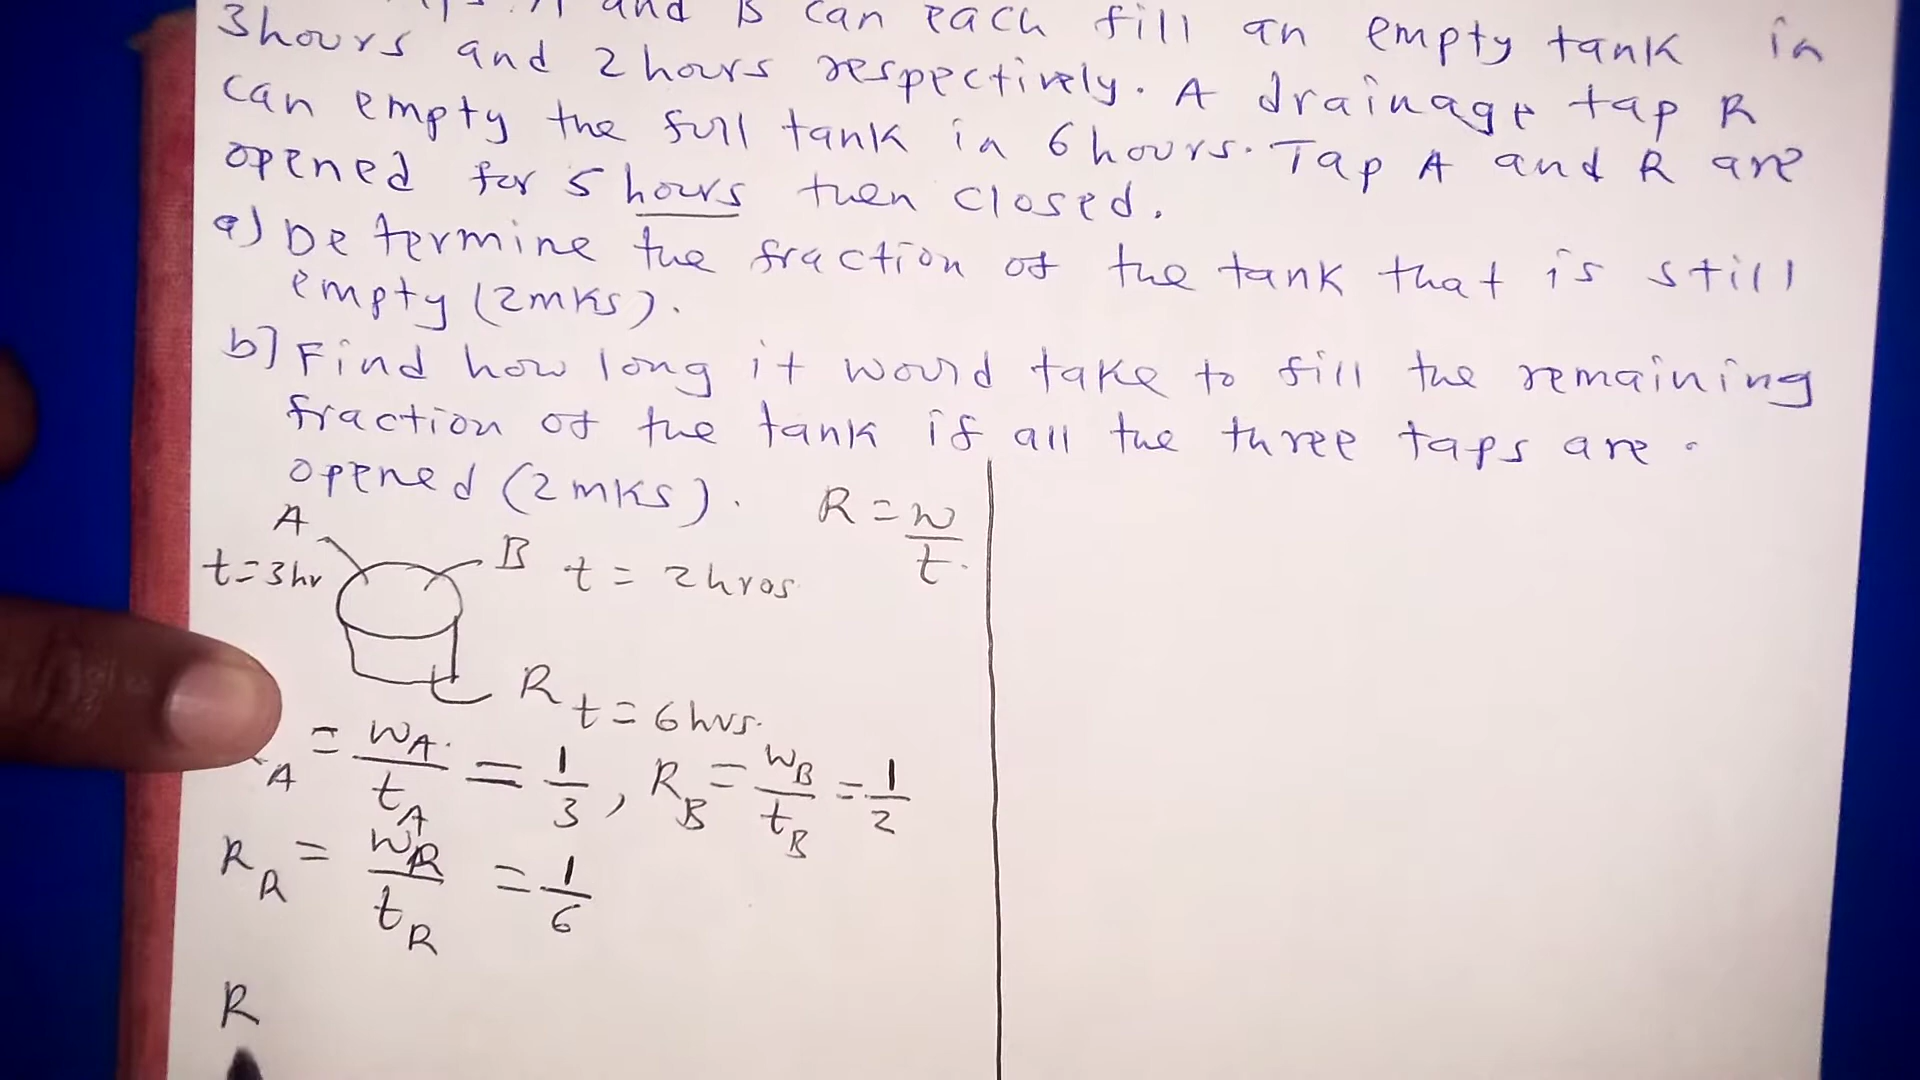 and B can each fill an empty tank in
3hours and 2hours respectively. A drainage tap R
can empty the full tank in 6hours. Tap A and R are
opened for 5 hours then closed.
a) Determine the fraction of the tank that is still
empty (2mks).
b] Find how long it would take to fill the remaining
fraction of the tank if all the three taps are
opened (2mks). R = w/t.
A
t=3hr B t = 2hros
R t = 6hrs.
A = WA/tA = 1/3, RB = WB/tB = 1/2
RR = WR/tR = 1/6
R